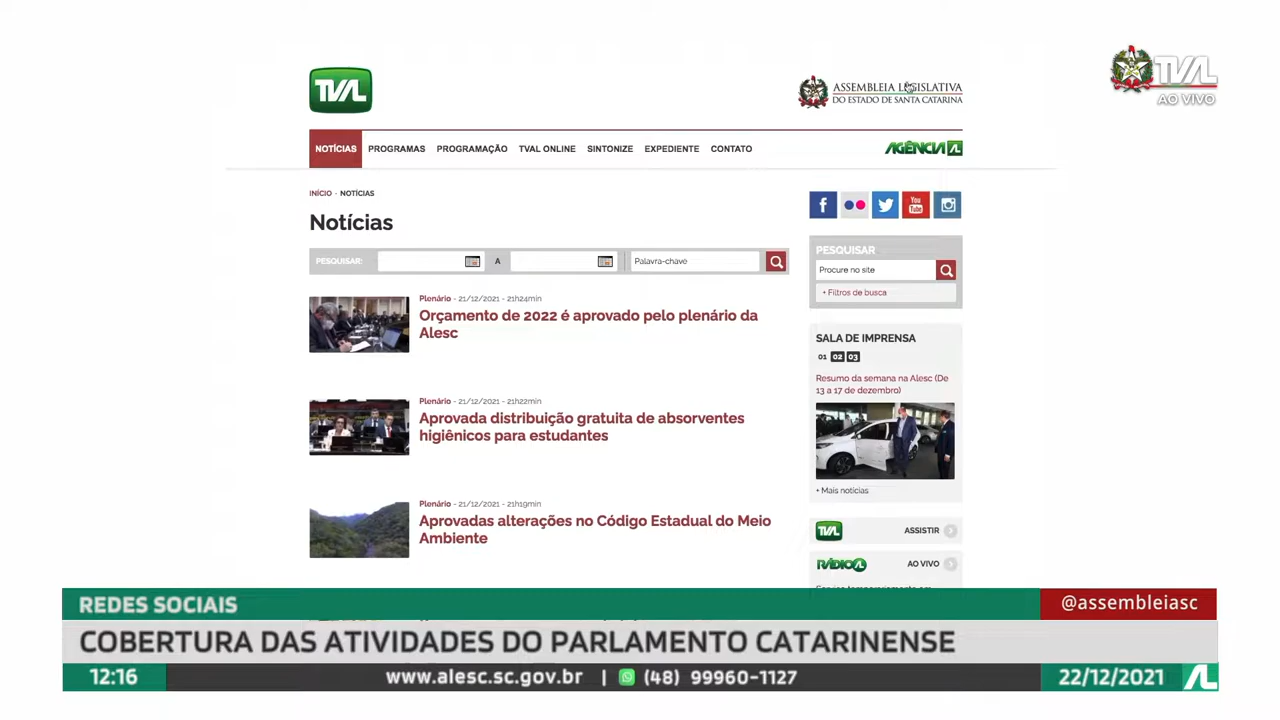 TVAL
ASSEMBLEIA LEGISLATIVA
DO ESTADO DE SANTA CATARINA
TVAL
AO VIVO
NOTÍCIAS PROGRAMAS PROGRAMAÇÃO TVAL ONLINE SINTONIZE EXPEDIENTE CONTATO
AGÊNCIA AL
INÍCIO - NOTÍCIAS
Notícias
PESQUISAR: A Palavra-chave
f You Tube
PESQUISAR
Procure no site
+ Filtros de busca
Plenário - 21/12/2021 - 21h24min
Orçamento de 2022 é aprovado pelo plenário da
Alesc
Plenário - 21/12/2021 - 21h22min
Aprovada distribuição gratuita de absorventes
higiênicos para estudantes
Plenário - 21/12/2021 - 21h19min
Aprovadas alterações no Código Estadual do Meio
Ambiente
SALA DE IMPRENSA
01 02 03
Resumo da semana na Alesc (De
13 a 17 de dezembro)
+ Mais notícias
TVAL ASSISTIR
RÁDIO AL AO VIVO
REDES SOCIAIS
@assembleiasc
COBERTURA DAS ATIVIDADES DO PARLAMENTO CATARINENSE
12:16 www.alesc.sc.gov.br | (48) 99960-1127 22/12/2021 AL